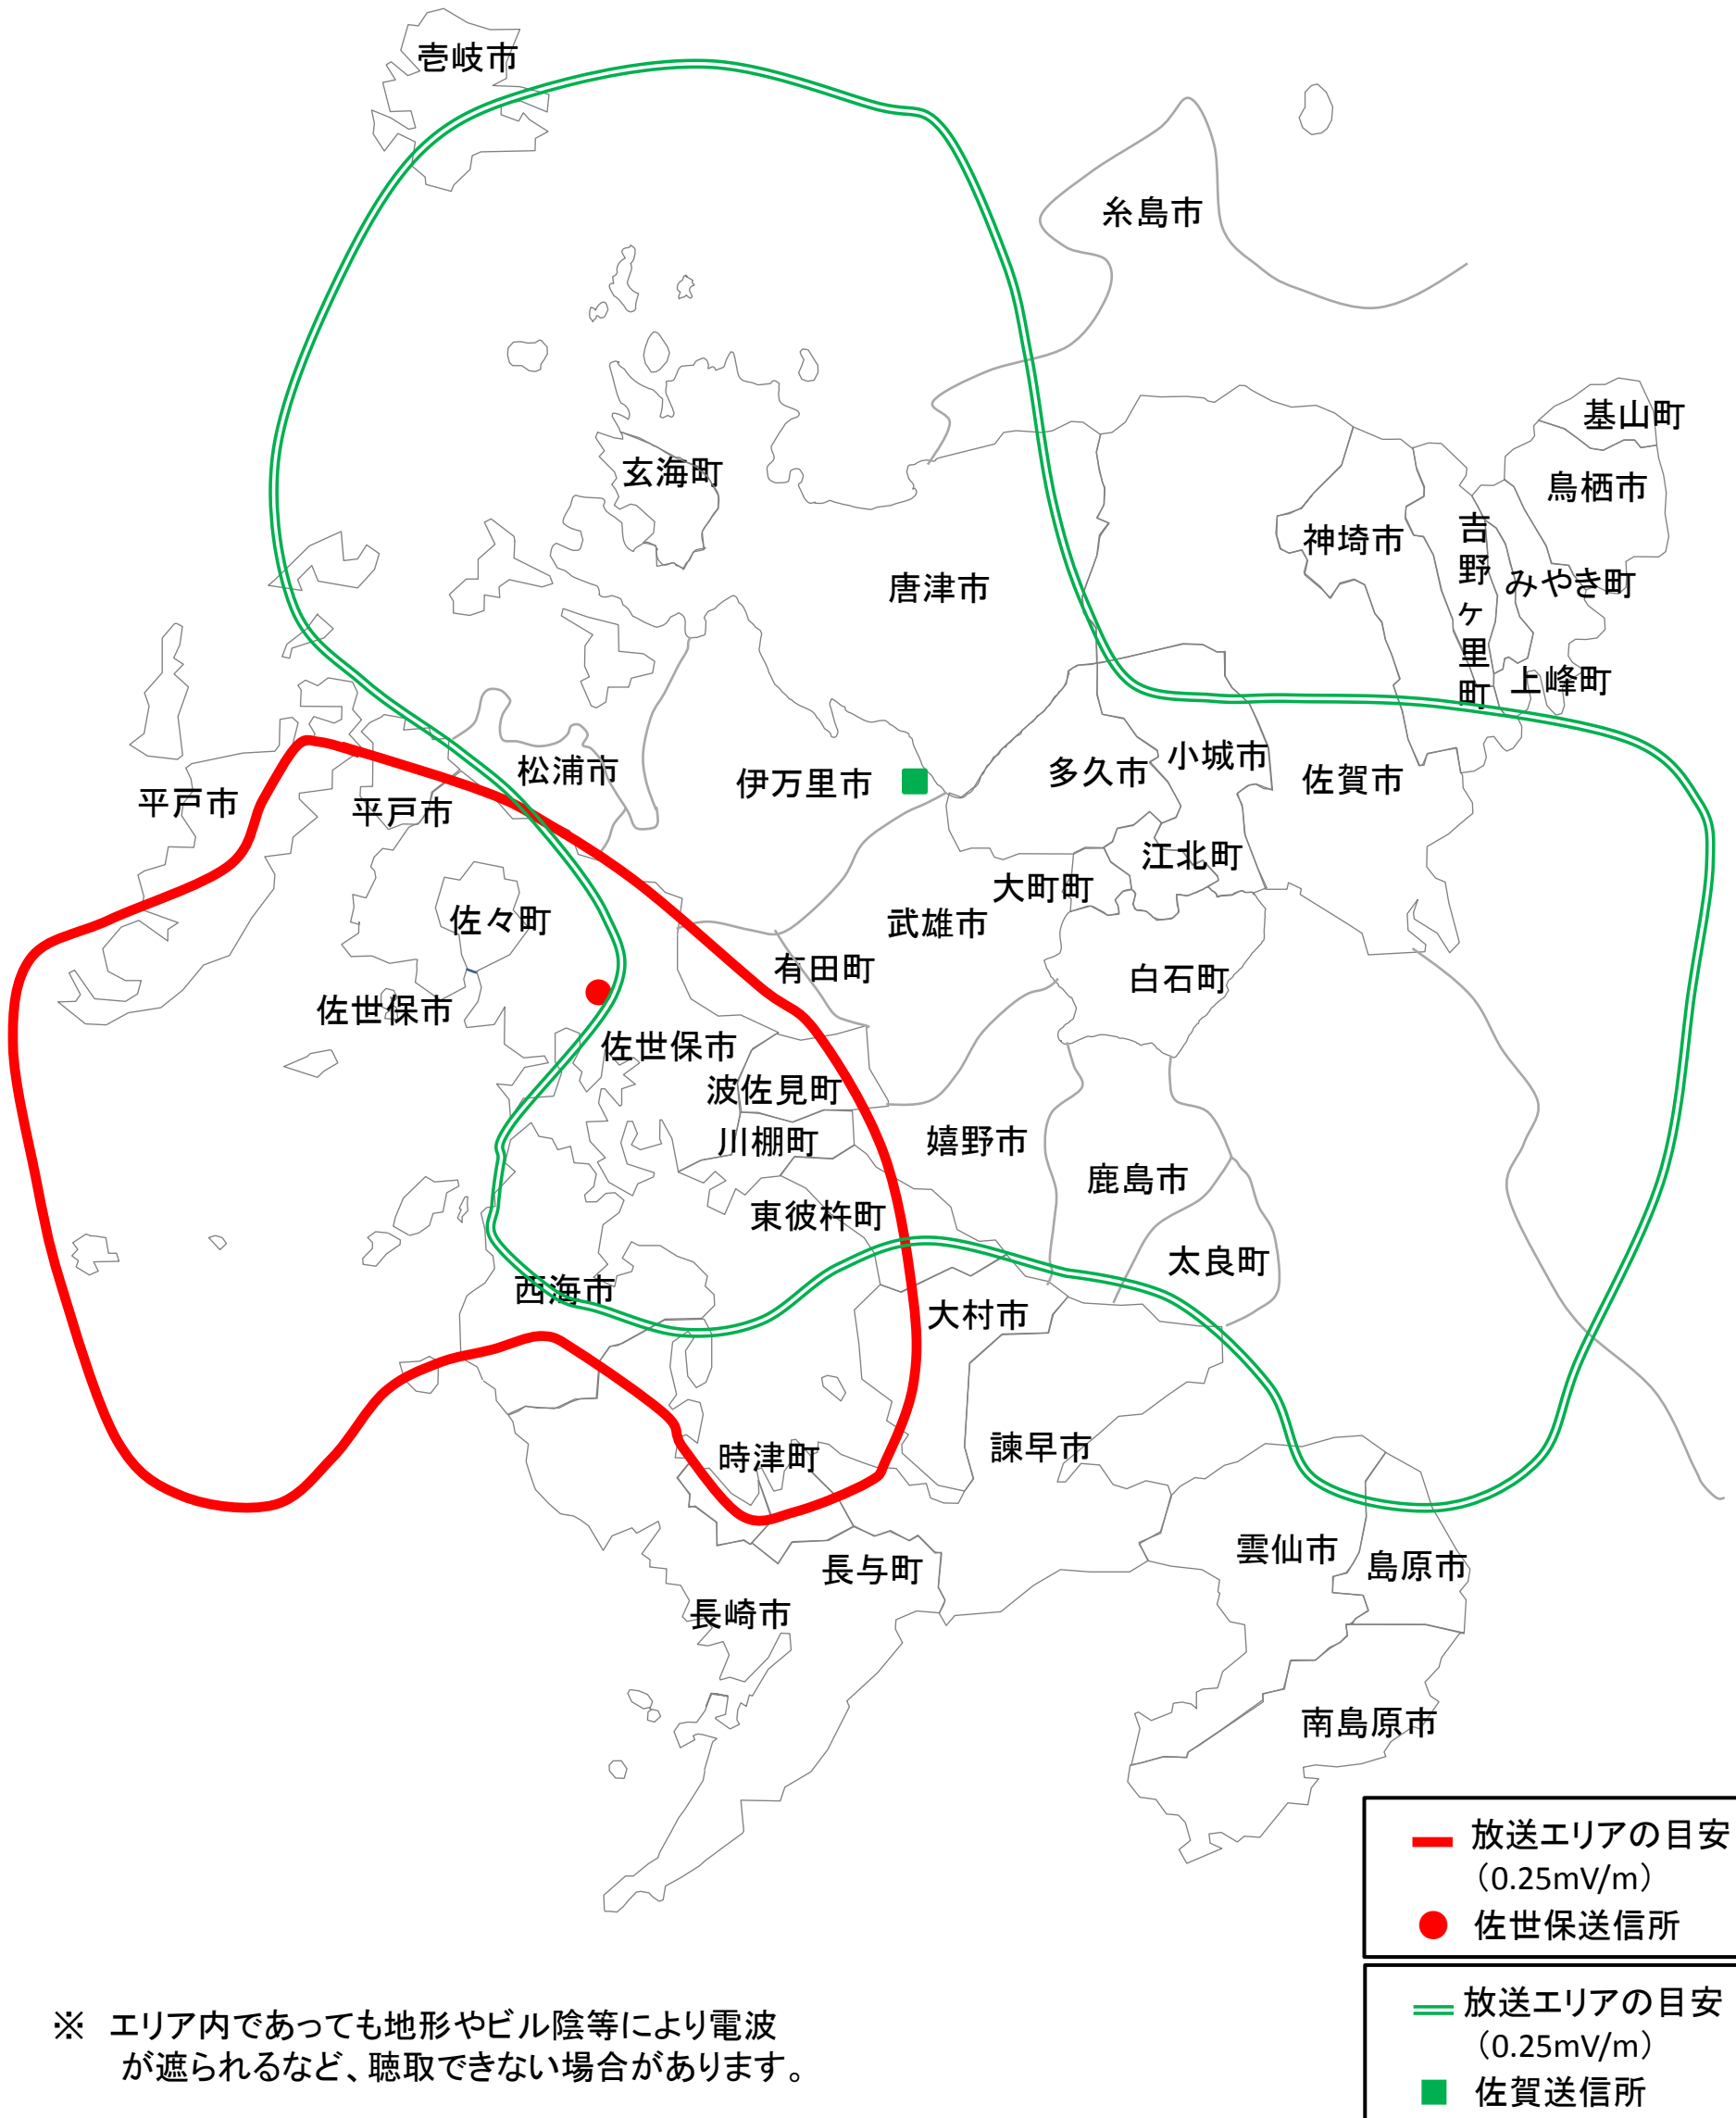 壱岐市
糸島市
基山町
玄海町
鳥栖市
神埼市
吉野ヶ里町
みやき町
唐津市
上峰町
松浦市
伊万里市
多久市
小城市
佐賀市
平戸市
平戸市
江北町
大町町
佐々町
武雄市
有田町
白石町
佐世保市
佐世保市
波佐見町
川棚町
嬉野市
鹿島市
東彼杵町
太良町
西海市
大村市
諫早市
時津町
雲仙市
島原市
長与町
長崎市
南島原市
放送エリアの目安
（0.25mV/m）
佐世保送信所
放送エリアの目安
（0.25mV/m）
佐賀送信所
※ エリア内であっても地形やビル陰等により電波
が遮られるなど、聴取できない場合があります。